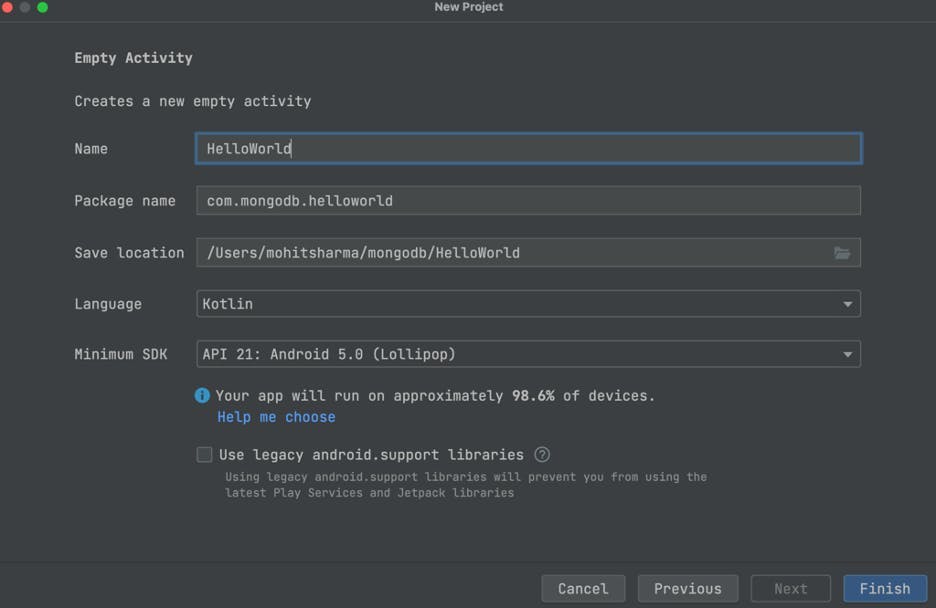 New Project
Empty Activity
Creates a new empty activity
Name HelloWorld
Package name com.mongodb.helloworld
Save location /Users/mohitsharma/mongodb/HelloWorld
Language Kotlin
Minimum SDK API 21: Android 5.0 (Lollipop)
i Your app will run on approximately 98.6% of devices.
Help me choose
Use legacy android.support libraries ?
Using legacy android.support libraries will prevent you from using the
latest Play Services and Jetpack libraries
Cancel Previous Next Finish